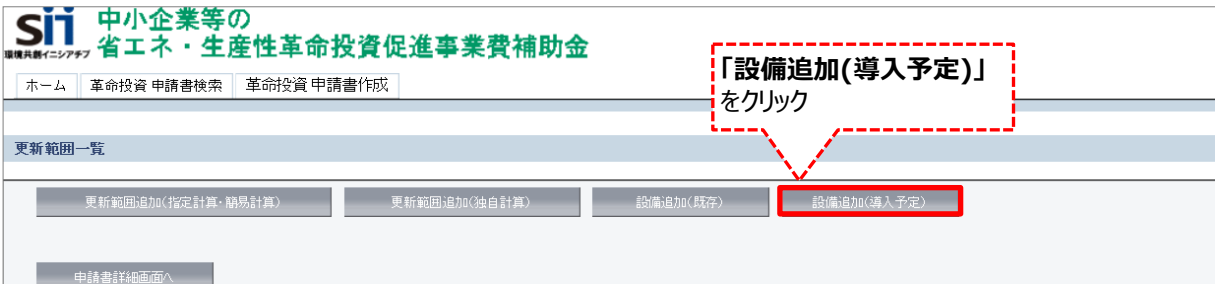 Sii 中小企業等の
環境共創イニシアチブ 省エネ・生産性革命投資促進事業費補助金
ホーム 革命投資 申請書検索 革命投資 申請書作成
「設備追加(導入予定)」
をクリック
更新範囲一覧
更新範囲追加(指定計算・簡易計算) 更新範囲追加(独自計算) 設備追加(既存) 設備追加(導入予定)
申請書詳細画面へ